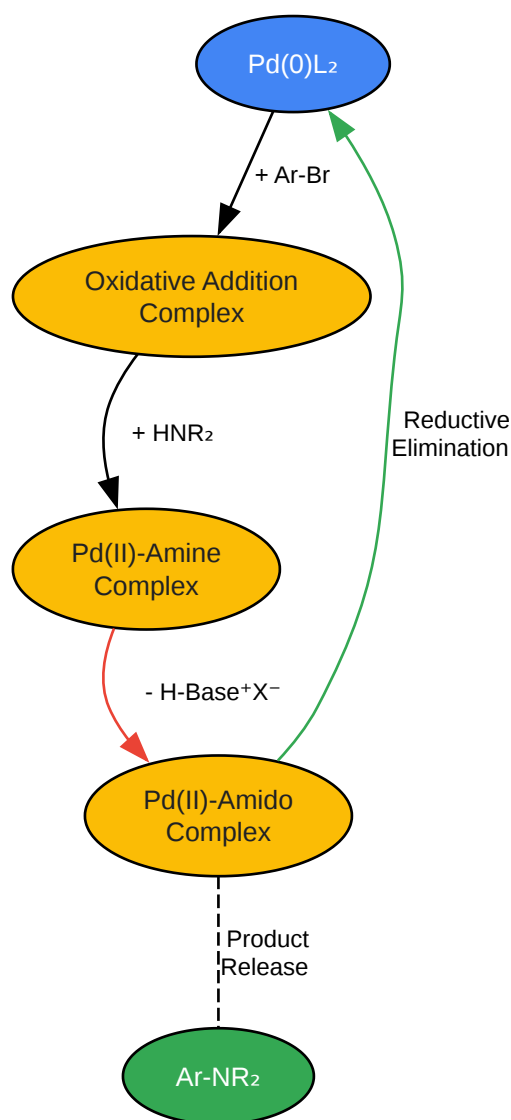 Pd(0)L₂
+ Ar-Br
Oxidative Addition
Complex
Reductive
Elimination
+ HNR₂
Pd(II)-Amine
Complex
- H-Base⁺X⁻
Pd(II)-Amido
Complex
Product
Release
Ar-NR₂